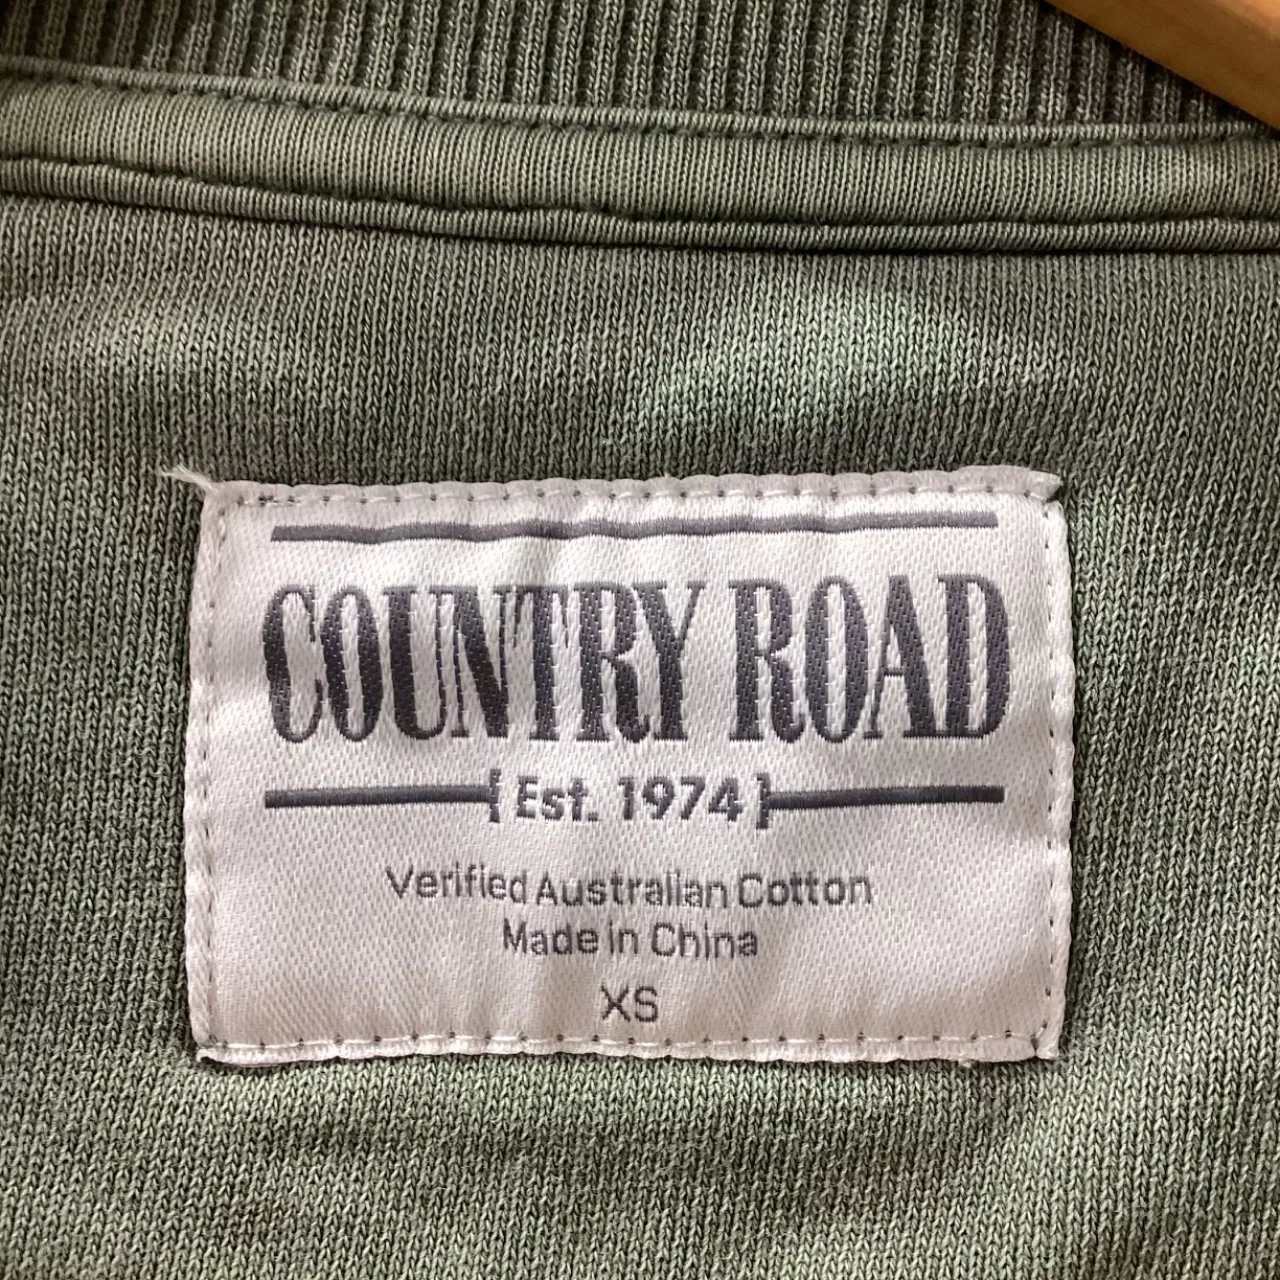 COUNTRY ROAD
{Est. 1974}
Verified Australian Cotton
Made in China
XS